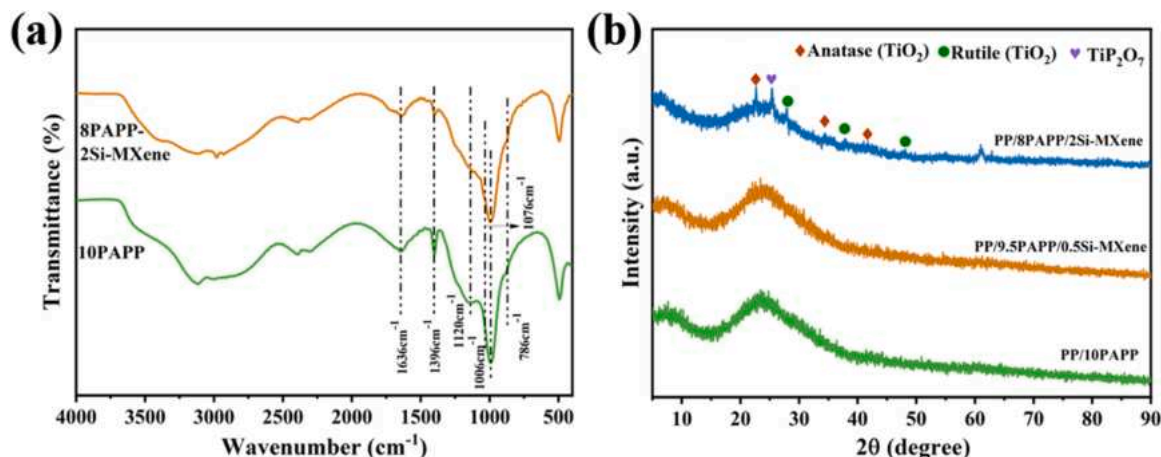 (a)
Transmittance (%)
8PAPP-
2Si-MXene
10PAPP
1636cm⁻¹
1396cm⁻¹
1120cm⁻¹
1006cm⁻¹
1076cm⁻¹
786cm⁻¹
4000 3500 3000 2500 2000 1500 1000 500
Wavenumber (cm⁻¹)
(b)
Intensity (a.u.)
Anatase (TiO₂) Rutile (TiO₂) TiP₂O₇
PP/8PAPP/2Si-MXene
PP/9.5PAPP/0.5Si-MXene
PP/10PAPP
10 20 30 40 50 60 70 80 90
2θ (degree)